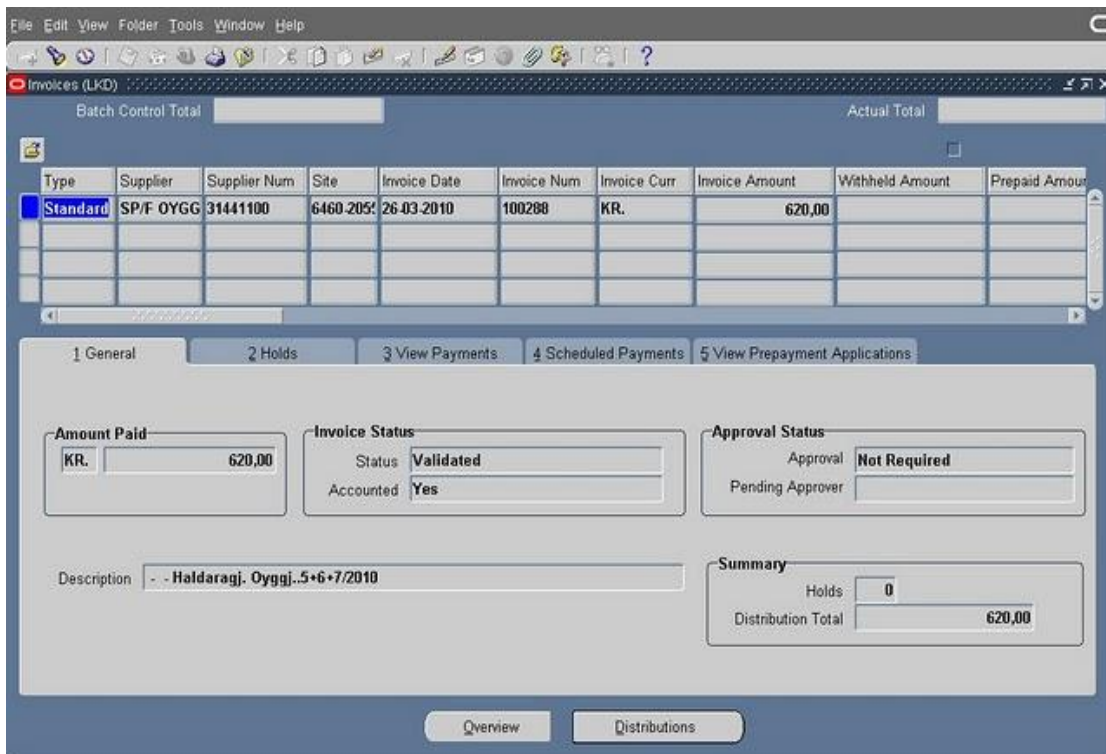 File Edit View Folder Tools Window Help
Invoices (LKD)
Batch Control Total Actual Total
Type Supplier Supplier Num Site Invoice Date Invoice Num Invoice Curr Invoice Amount Withheld Amount Prepaid Amour
Standard SP/F OYGG 31441100 6460-205 26-03-2010 100288 KR. 620,00
1 General 2 Holds 3 View Payments 4 Scheduled Payments 5 View Prepayment Applications
Amount Paid Invoice Status Approval Status
KR. 620,00 Status Validated Approval Not Required
Accounted Yes Pending Approver
Description - - Haldaragj. Oyggj..5+6+7/2010
Summary
Holds 0
Distribution Total 620,00
Overview Distributions